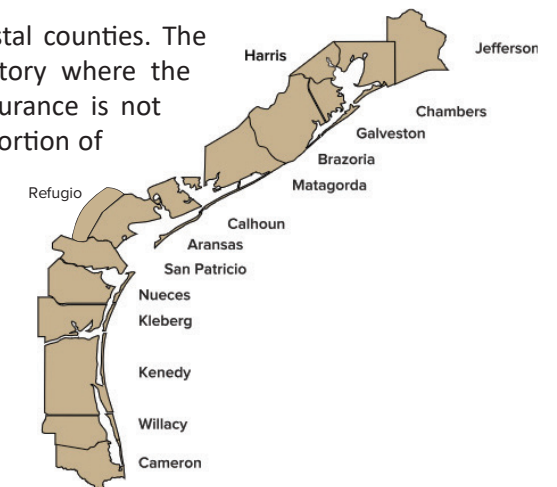 stal counties. The
tory where the
urance is not
ortion of
Harris
Jefferson
Chambers
Galveston
Brazoria
Matagorda
Refugio
Calhoun
Aransas
San Patricio
Nueces
Kleberg
Kenedy
Willacy
Cameron